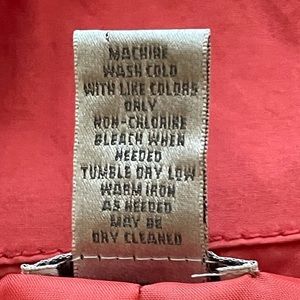 MACHINE
WASH COLD
WITH LIKE COLORS
ONLY
NON-CHLORINE
BLEACH WHEN
NEEDED
TUMBLE DRY LOW
WARM IRON
AS NEEDED
MAY BE
DRY CLEANED